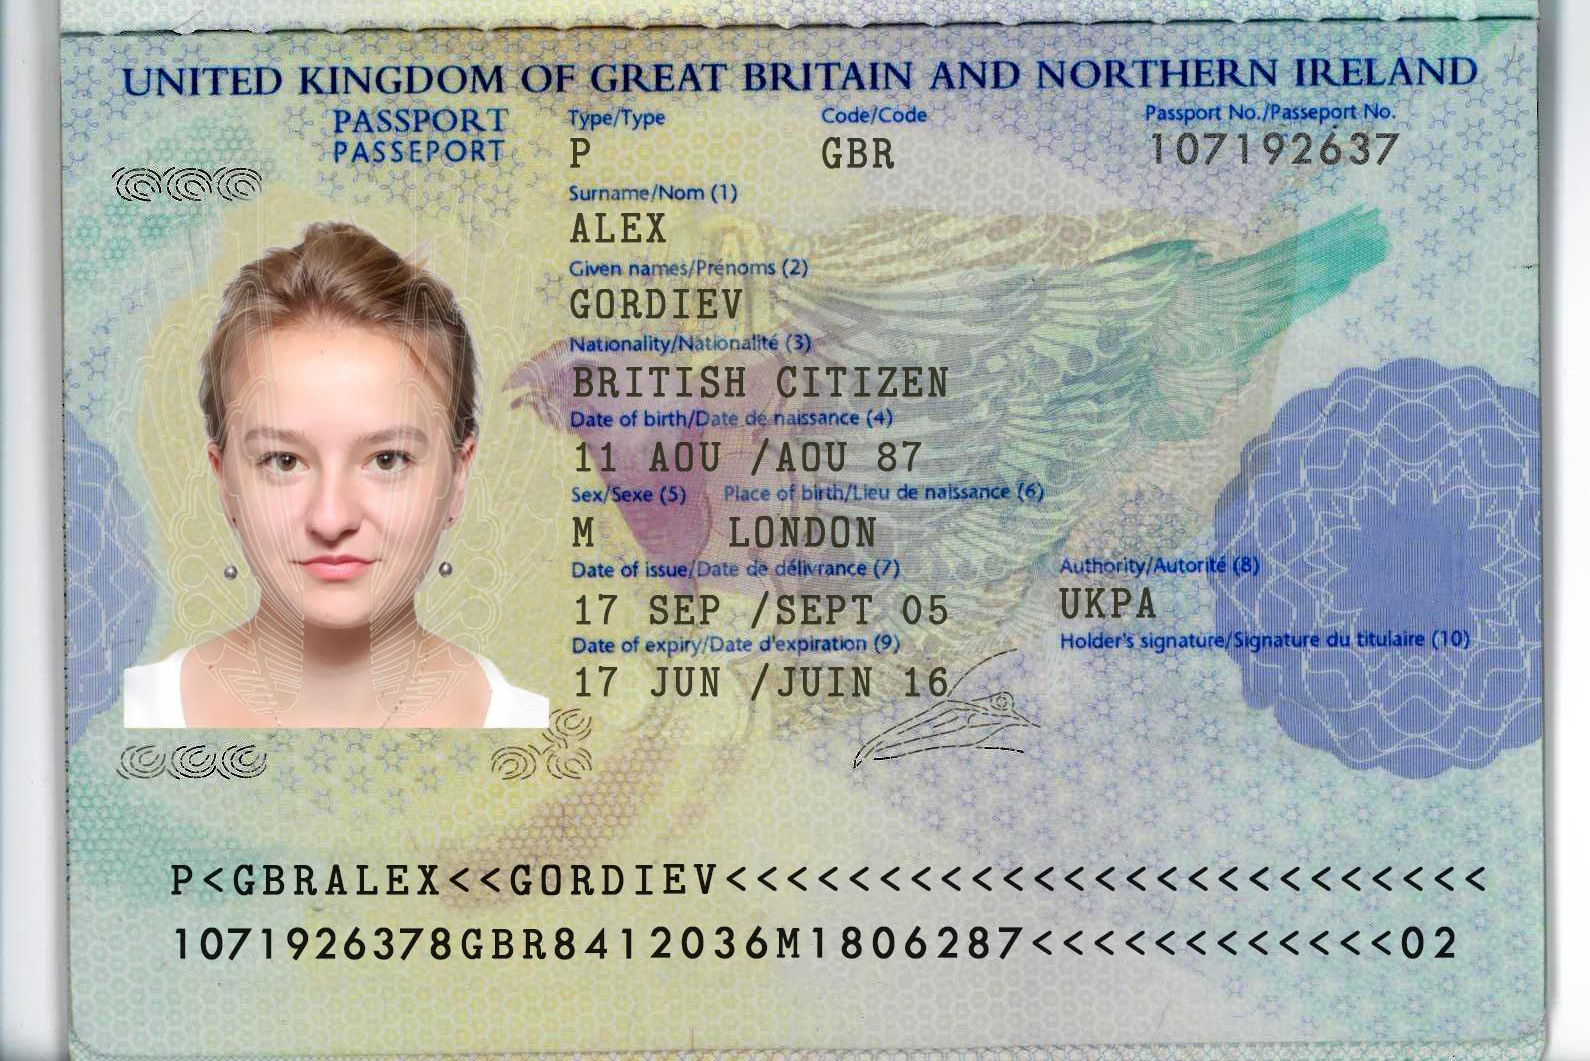 UNITED KINGDOM OF GREAT BRITAIN AND NORTHERN IRELAND
PASSPORT
PASSEPORT
Type/Type
P
Code/Code
GBR
Passport No./Passeport No.
107192637
Surname/Nom (1)
ALEX
Given names/Prénoms (2)
GORDIEV
Nationality/Nationalité (3)
BRITISH CITIZEN
Date of birth/Date de naissance (4)
11 AOU /AOU 87
Sex/Sexe (5) Place of birth/Lieu de naissance (6)
M LONDON
Date of issue/Date de délivrance (7)
17 SEP /SEPT 05
Authority/Autorité (8)
UKPA
Date of expiry/Date d'expiration (9)
17 JUN /JUIN 16
Holder's signature/Signature du titulaire (10)
P<GBRALEX<<GORDIEV<<<<<<<<<<<<<<<<<<<<<<<<<
1071926378GBR8412036M1806287<<<<<<<<<<<<02